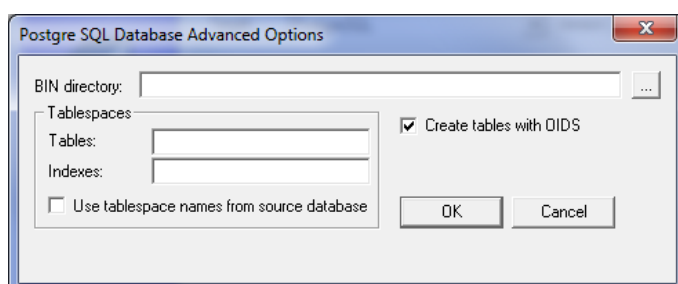 Postgre SQL Database Advanced Options
BIN directory:
...
Tablespaces
Tables:
Indexes:
Use tablespace names from source database
Create tables with OIDS
OK
Cancel